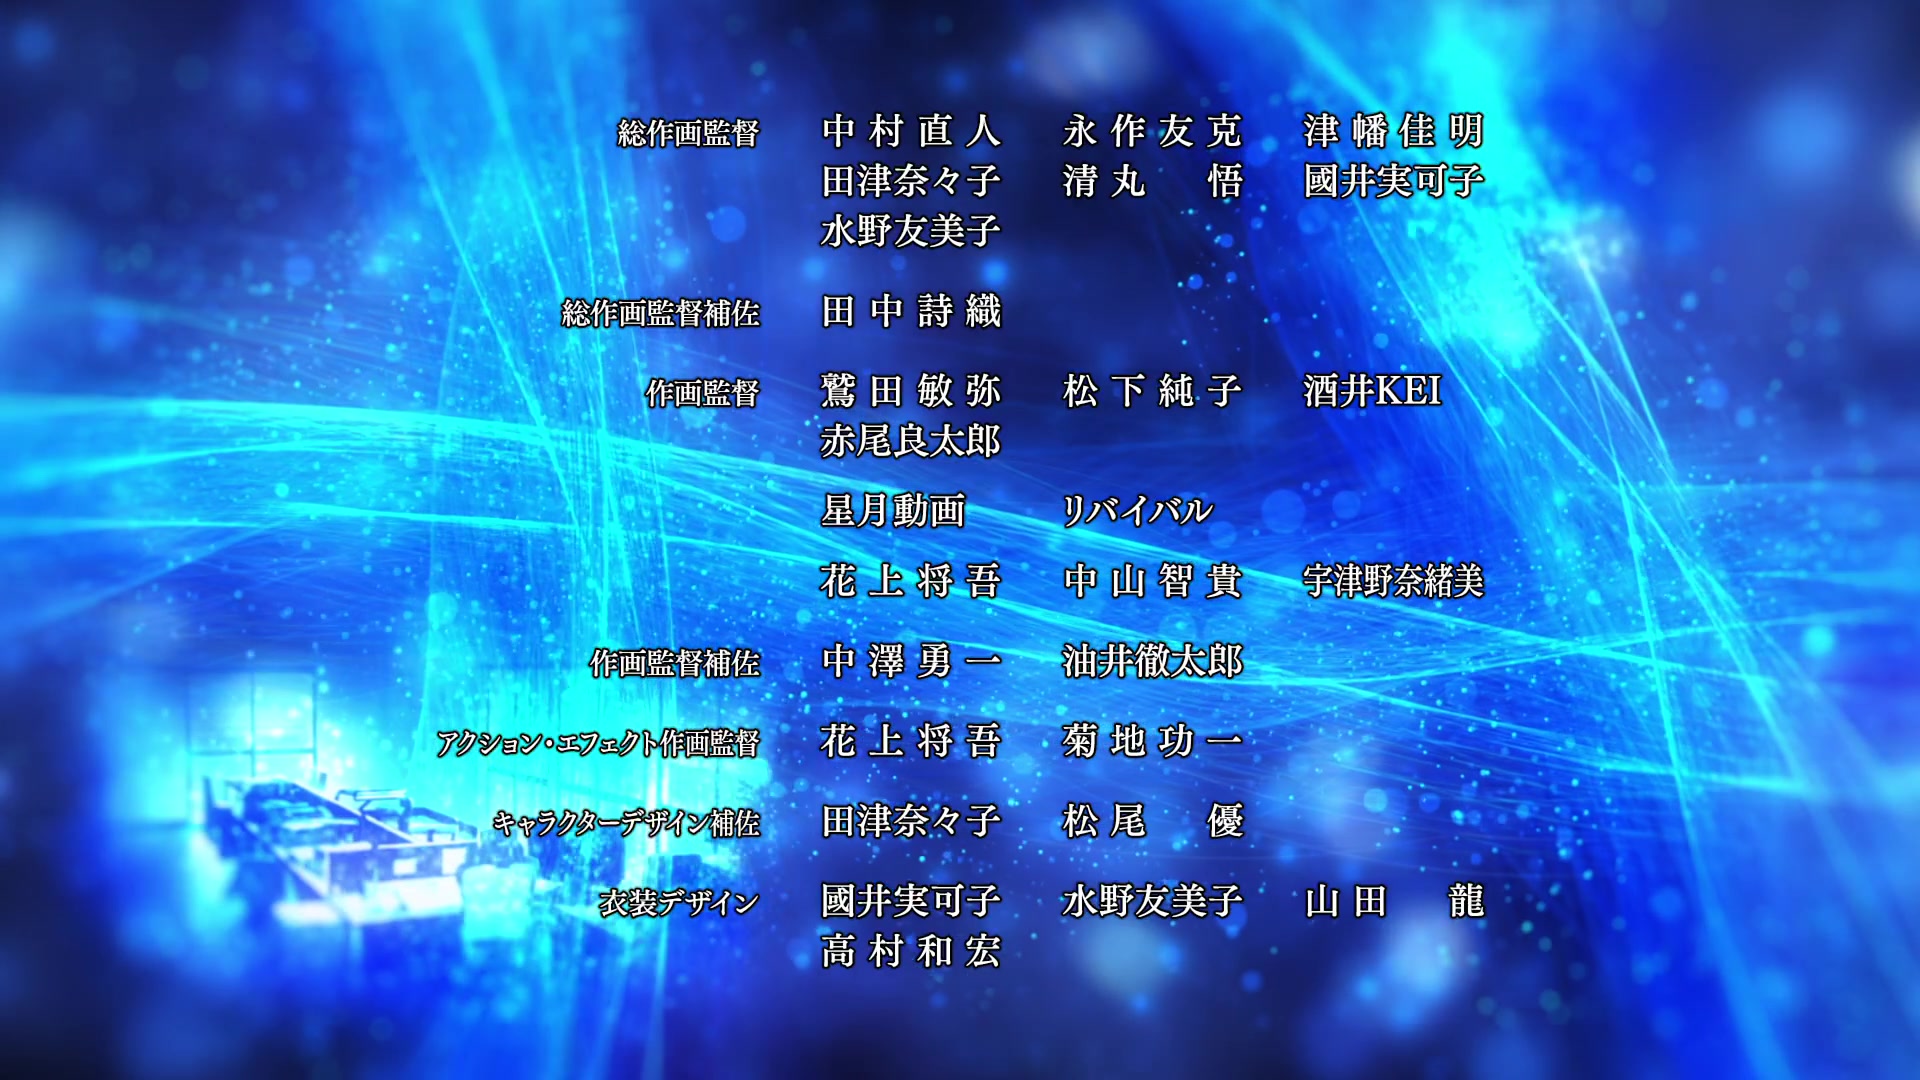 総作画監督 中村直人 永作友克 津幡佳明
田津奈々子 清丸 悟 國井実可子
水野友美子
総作画監督補佐 田中詩織
作画監督 鷲田敏弥 松下純子 酒井KEI
赤尾良太郎
星月動画 リバイバル
花上将吾 中山智貴 宇津野奈緒美
作画監督補佐 中澤勇一 油井徹太郎
アクション・エフェクト作画監督 花上将吾 菊地功一
キャラクターデザイン補佐 田津奈々子 松尾 優
衣装デザイン 國井実可子 水野友美子 山田 龍
高村和宏